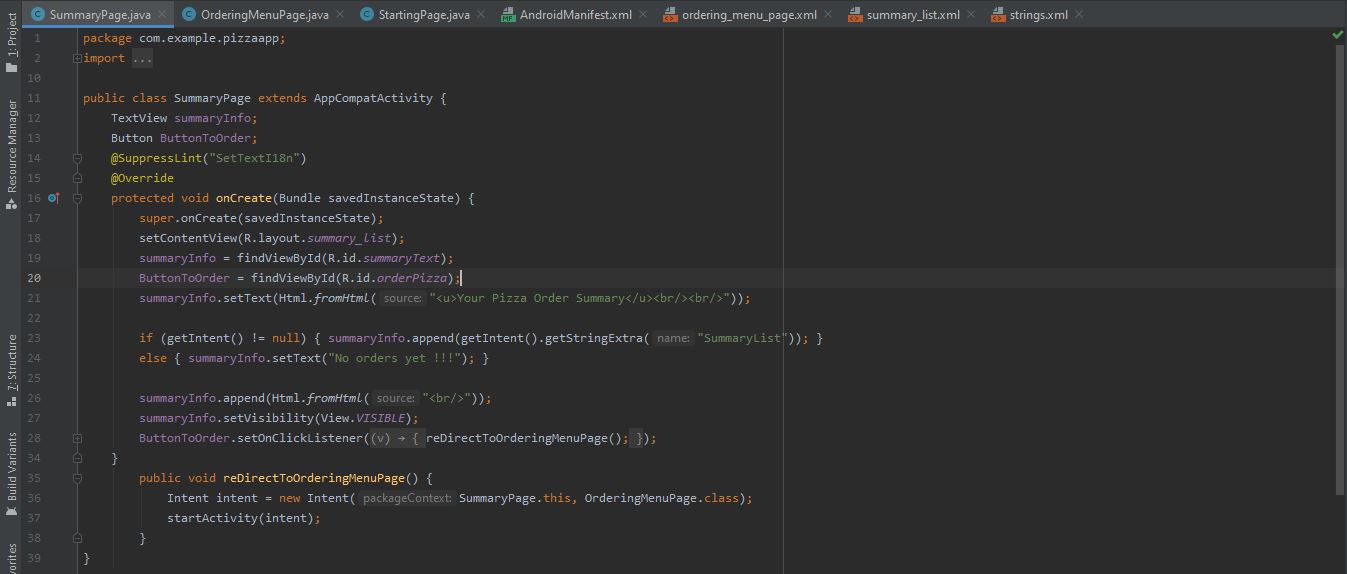 SummaryPage.java
OrderingMenuPage.java
StartingPage.java
AndroidManifest.xml
ordering_menu_page.xml
summary_list.xml
strings.xml
1: Project
Resource Manager
7: Structure
Build Variants
vorites
1 package com.example.pizzaapp;
2 import ...
10
11 public class SummaryPage extends AppCompatActivity {
12 TextView summaryInfo;
13 Button ButtonToOrder;
14 @SuppressLint("SetTextI18n")
15 @Override
16 protected void onCreate(Bundle savedInstanceState) {
17 super.onCreate(savedInstanceState);
18 setContentView(R.layout.summary_list);
19 summaryInfo = findViewById(R.id.summaryText);
20 ButtonToOrder = findViewById(R.id.orderPizza);
21 summaryInfo.setText(Html.fromHtml( source: "<u>Your Pizza Order Summary</u><br/><br/>"));
22
23 if (getIntent() != null) { summaryInfo.append(getIntent().getStringExtra( name: "SummaryList")); }
24 else { summaryInfo.setText("No orders yet !!!"); }
25
26 summaryInfo.append(Html.fromHtml( source: "<br/>"));
27 summaryInfo.setVisibility(View.VISIBLE);
28 ButtonToOrder.setOnClickListener((v) → { reDirectToOrderingMenuPage(); });
34 }
35 public void reDirectToOrderingMenuPage() {
36 Intent intent = new Intent( packageContext: SummaryPage.this, OrderingMenuPage.class);
37 startActivity(intent);
38 }
39 }